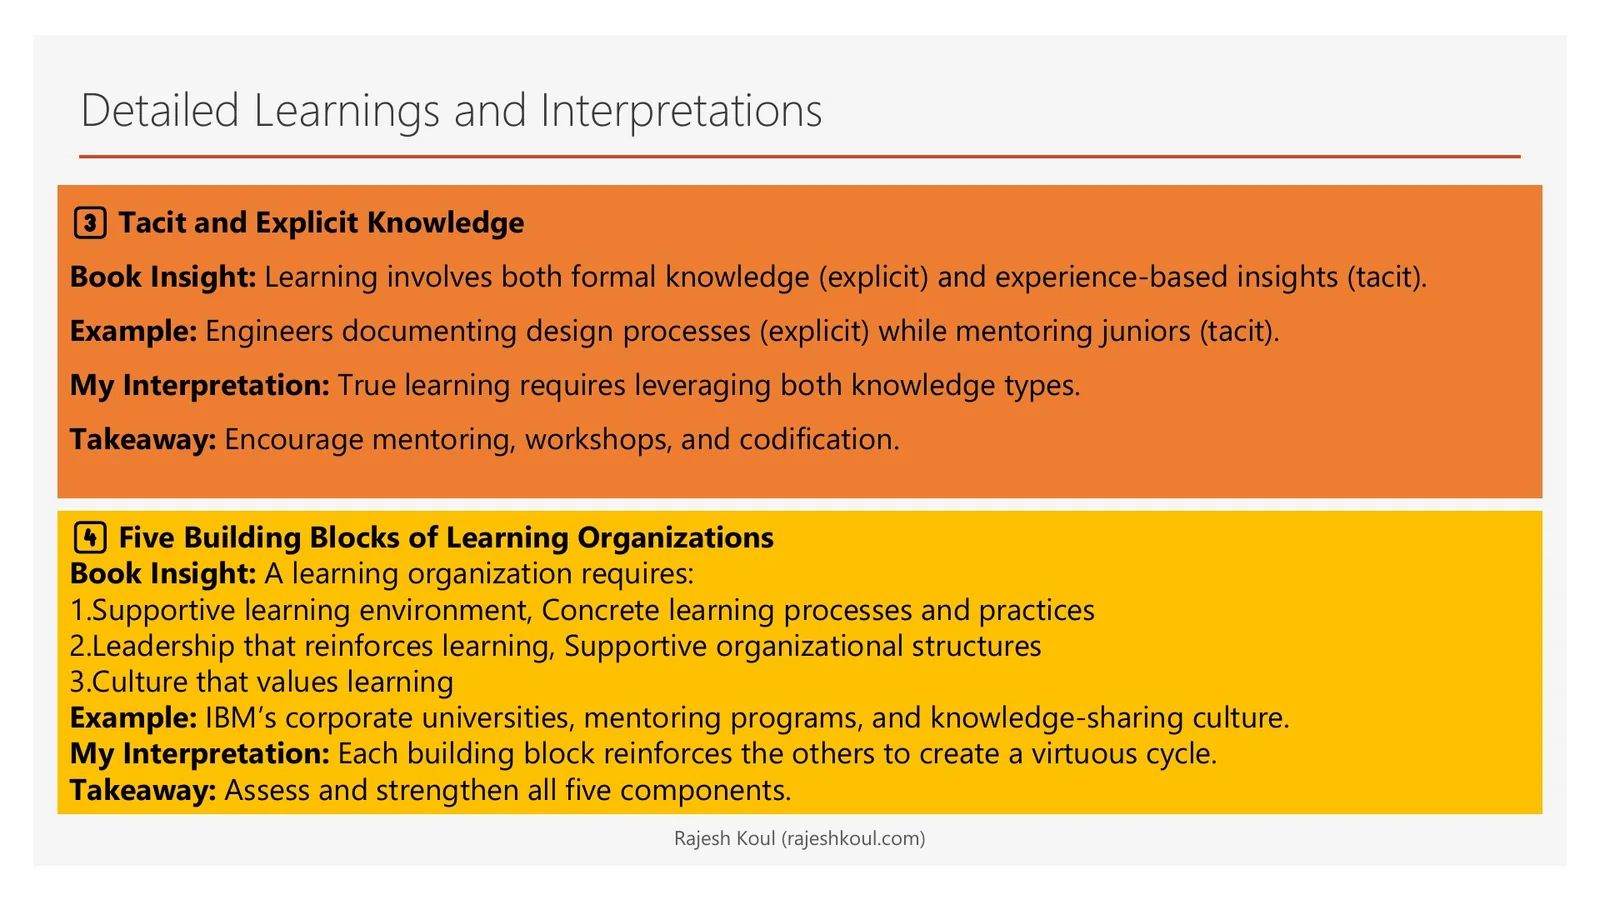 Detailed Learnings and Interpretations
3 Tacit and Explicit Knowledge
Book Insight: Learning involves both formal knowledge (explicit) and experience-based insights (tacit).
Example: Engineers documenting design processes (explicit) while mentoring juniors (tacit).
My Interpretation: True learning requires leveraging both knowledge types.
Takeaway: Encourage mentoring, workshops, and codification.
4 Five Building Blocks of Learning Organizations
Book Insight: A learning organization requires:
1.Supportive learning environment, Concrete learning processes and practices
2.Leadership that reinforces learning, Supportive organizational structures
3.Culture that values learning
Example: IBM’s corporate universities, mentoring programs, and knowledge-sharing culture.
My Interpretation: Each building block reinforces the others to create a virtuous cycle.
Takeaway: Assess and strengthen all five components.
Rajesh Koul (rajeshkoul.com)